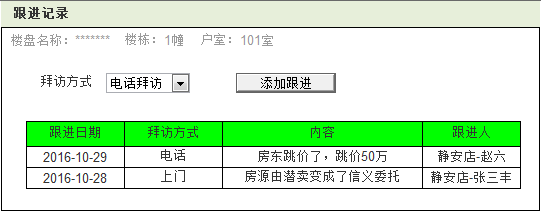 跟进记录
楼盘名称：******* 楼栋：1幢 户室：101室
拜访方式 电话拜访 添加跟进
跟进日期 拜访方式 内容 跟进人
2016-10-29 电话 房东跳价了，跳价50万 静安店-赵六
2016-10-28 上门 房源由潜卖变成了信义委托 静安店-张三丰